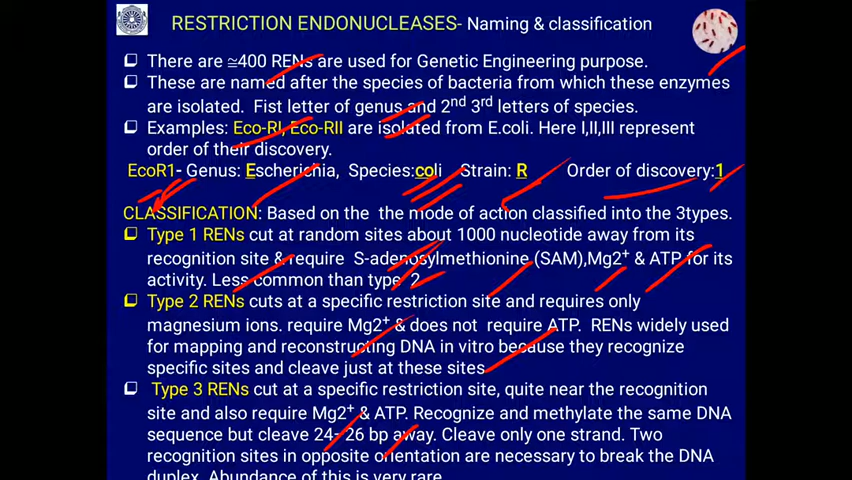 RESTRICTION ENDONUCLEASES- Naming & classification
There are ≅400 RENs are used for Genetic Engineering purpose.
These are named after the species of bacteria from which these enzymes
are isolated. Fist letter of genus and 2nd 3rd letters of species.
Examples: Eco-RI, Eco-RII are isolated from E.coli. Here I,II,III represent
order of their discovery.
EcoR1- Genus: Escherichia, Species:coli Strain: R Order of discovery:1
CLASSIFICATION: Based on the the mode of action classified into the 3types.
Type 1 RENs cut at random sites about 1000 nucleotide away from its
recognition site & require S-adenosylmethionine (SAM),Mg2+ & ATP for its
activity. Less common than type 2
Type 2 RENs cuts at a specific restriction site and requires only
magnesium ions. require Mg2+ & does not require ATP. RENs widely used
for mapping and reconstructing DNA in vitro because they recognize
specific sites and cleave just at these sites
Type 3 RENs cut at a specific restriction site, quite near the recognition
site and also require Mg2+ & ATP. Recognize and methylate the same DNA
sequence but cleave 24–26 bp away. Cleave only one strand. Two
recognition sites in opposite orientation are necessary to break the DNA
duplex. Abundance of this is very rare